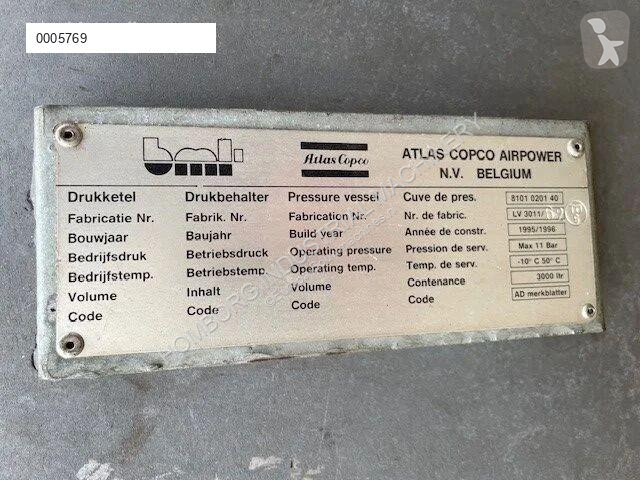 0005769
bmt
Atlas Copco
ATLAS COPCO AIRPOWER
N.V. BELGIUM
Drukketel Drukbehalter Pressure vessel Cuve de pres. 8101 0201 40
Fabricatie Nr. Fabrik. Nr. Fabrication Nr. Nr. de fabric. LV 3011/
Bouwjaar Baujahr Build year Année de constr. 1995/1996
Bedrijfsdruk Betriebsdruck Operating pressure Pression de serv. Max 11 Bar
Bedrijfstemp. Betriebstemp. Operating temp. Temp. de serv. -10° C 50° C
Volume Inhalt Volume Contenance 3000 ltr
Code Code Code Code AD merkblatter